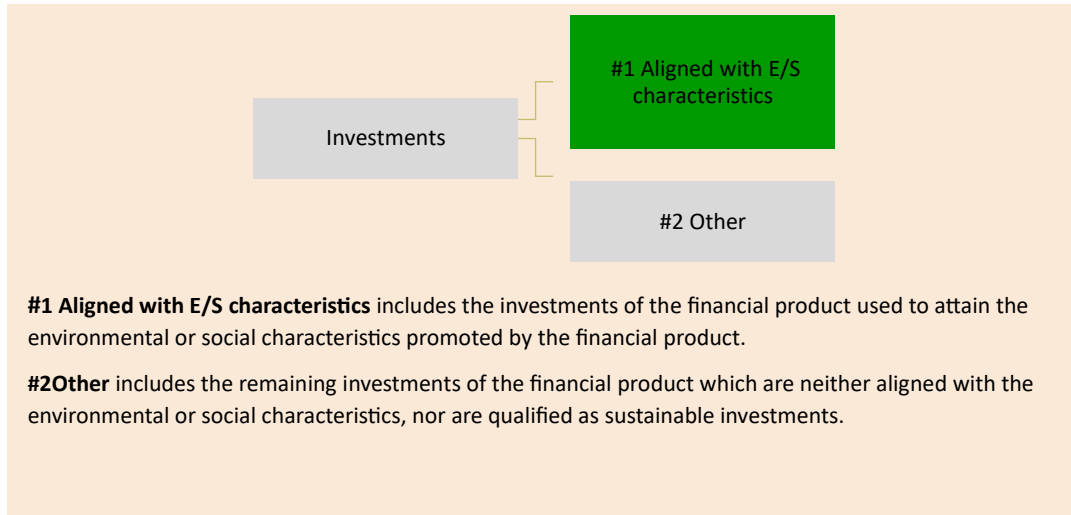 #1 Aligned with E/S
characteristics
Investments
#2 Other
#1 Aligned with E/S characteristics includes the investments of the financial product used to attain the
environmental or social characteristics promoted by the financial product.
#2Other includes the remaining investments of the financial product which are neither aligned with the
environmental or social characteristics, nor are qualified as sustainable investments.